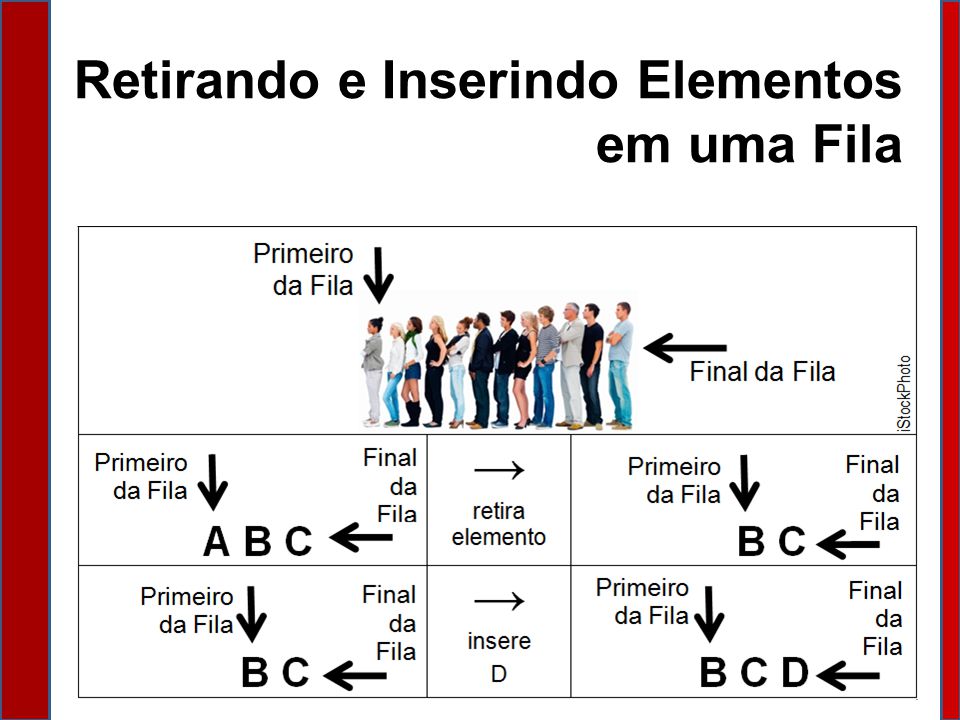 Retirando e Inserindo Elementos
em uma Fila
Primeiro
da Fila
Final da Fila
iStockPhoto
Primeiro
da Fila
Final
da
Fila
A B C
→
retira
elemento
Primeiro
da Fila
Final
da
Fila
B C
Primeiro
da Fila
Final
da
Fila
B C
→
insere
D
Primeiro
da Fila
Final
da
Fila
B C D